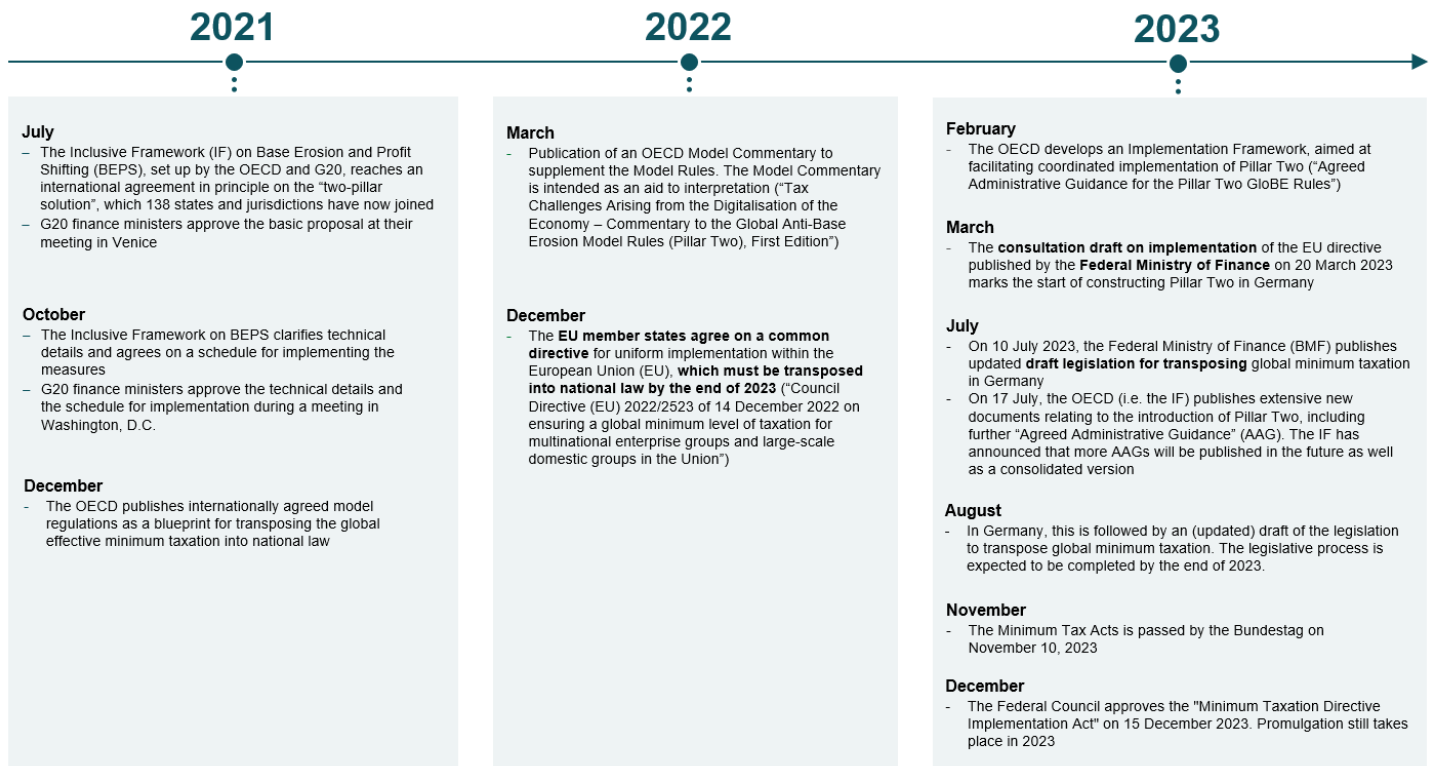 2021
2022
2023
July
– The Inclusive Framework (IF) on Base Erosion and Profit
Shifting (BEPS), set up by the OECD and G20, reaches an
international agreement in principle on the “two-pillar
solution”, which 138 states and jurisdictions have now joined
– G20 finance ministers approve the basic proposal at their
meeting in Venice
October
– The Inclusive Framework on BEPS clarifies technical
details and agrees on a schedule for implementing the
measures
– G20 finance ministers approve the technical details and
the schedule for implementation during a meeting in
Washington, D.C.
December
- The OECD publishes internationally agreed model
regulations as a blueprint for transposing the global
effective minimum taxation into national law
March
- Publication of an OECD Model Commentary to
supplement the Model Rules. The Model Commentary
is intended as an aid to interpretation (“Tax
Challenges Arising from the Digitalisation of the
Economy – Commentary to the Global Anti-Base
Erosion Model Rules (Pillar Two), First Edition”)
December
- The EU member states agree on a common
directive for uniform implementation within the
European Union (EU), which must be transposed
into national law by the end of 2023 (“Council
Directive (EU) 2022/2523 of 14 December 2022 on
ensuring a global minimum level of taxation for
multinational enterprise groups and large-scale
domestic groups in the Union”)
February
- The OECD develops an Implementation Framework, aimed at
facilitating coordinated implementation of Pillar Two (“Agreed
Administrative Guidance for the Pillar Two GloBE Rules”)
March
- The consultation draft on implementation of the EU directive
published by the Federal Ministry of Finance on 20 March 2023
marks the start of constructing Pillar Two in Germany
July
- On 10 July 2023, the Federal Ministry of Finance (BMF) publishes
updated draft legislation for transposing global minimum taxation
in Germany
- On 17 July, the OECD (i.e. the IF) publishes extensive new
documents relating to the introduction of Pillar Two, including
further “Agreed Administrative Guidance” (AAG). The IF has
announced that more AAGs will be published in the future as well
as a consolidated version
August
- In Germany, this is followed by an (updated) draft of the legislation
to transpose global minimum taxation. The legislative process is
expected to be completed by the end of 2023.
November
- The Minimum Tax Acts is passed by the Bundestag on
November 10, 2023
December
- The Federal Council approves the "Minimum Taxation Directive
Implementation Act" on 15 December 2023. Promulgation still takes
place in 2023